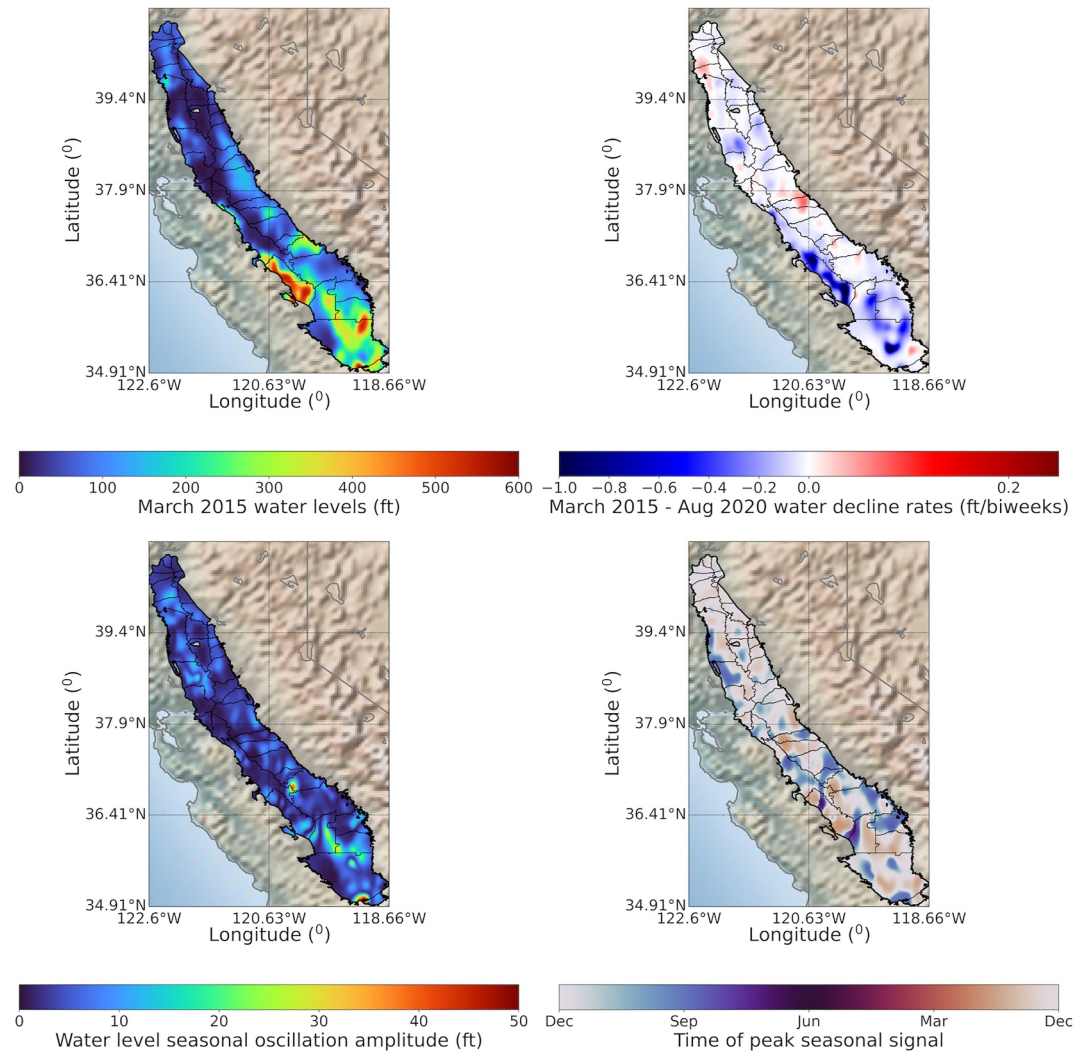 39.4°N
37.9°N
36.41°N
34.91°N
Latitude (⁰)
122.6°W 120.63°W 118.66°W
Longitude (⁰)
0 100 200 300 400 500 600
March 2015 water levels (ft)
39.4°N
37.9°N
36.41°N
34.91°N
Latitude (⁰)
122.6°W 120.63°W 118.66°W
Longitude (⁰)
−1.0 −0.8 −0.6 −0.4 −0.2 0.0 0.2
March 2015 - Aug 2020 water decline rates (ft/biweeks)
39.4°N
37.9°N
36.41°N
34.91°N
Latitude (⁰)
122.6°W 120.63°W 118.66°W
Longitude (⁰)
0 10 20 30 40 50
Water level seasonal oscillation amplitude (ft)
39.4°N
37.9°N
36.41°N
34.91°N
Latitude (⁰)
122.6°W 120.63°W 118.66°W
Longitude (⁰)
Dec Sep Jun Mar Dec
Time of peak seasonal signal